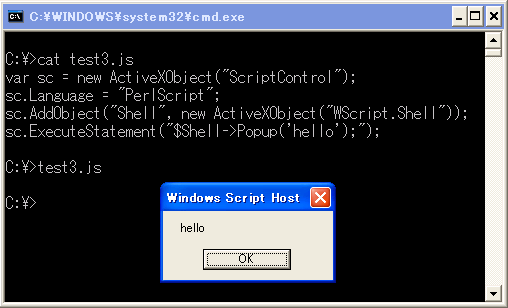 C:¥WINDOWS¥system32¥cmd.exe
C:¥>cat test3.js
var sc = new ActiveXObject("ScriptControl");
sc.Language = "PerlScript";
sc.AddObject("Shell", new ActiveXObject("WScript.Shell"));
sc.ExecuteStatement("$Shell->Popup('hello');");
C:¥>test3.js
C:¥>
Windows Script Host
hello
OK